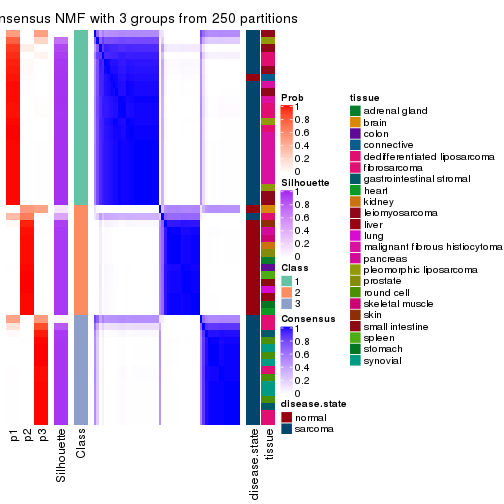 nsensus NMF with 3 groups from 250 partitions
Prob
1
0.8
0.6
0.4
0.2
0
Silhouette
1
0.8
0.6
0.4
0.2
0
Class
1
2
3
Consensus
1
0.8
0.6
0.4
0.2
0
disease.state
normal
sarcoma
tissue
adrenal gland
brain
colon
connective
dedifferentiated liposarcoma
fibrosarcoma
gastrointestinal stromal
heart
kidney
leiomyosarcoma
liver
lung
malignant fibrous histiocytoma
pancreas
pleomorphic liposarcoma
prostate
round cell
skeletal muscle
skin
small intestine
spleen
stomach
synovial
p1
p2
p3
Silhouette
Class
disease.state
tissue